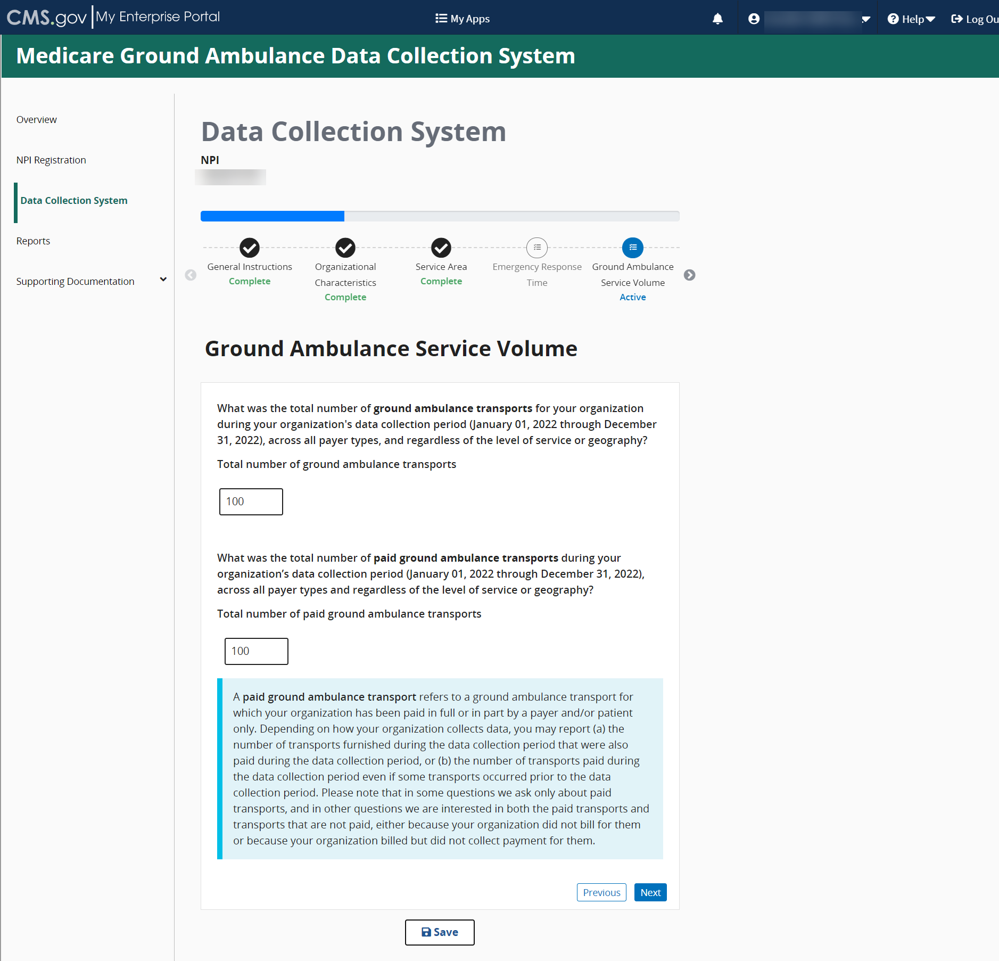 CMS.gov | My Enterprise Portal
My Apps
Help
Log Ou
Medicare Ground Ambulance Data Collection System
Overview
NPI Registration
Data Collection System
Reports
Supporting Documentation
Data Collection System
NPI
General Instructions
Complete
Organizational
Characteristics
Complete
Service Area
Complete
Emergency Response
Time
Ground Ambulance
Service Volume
Active
Ground Ambulance Service Volume
What was the total number of ground ambulance transports for your organization
during your organization's data collection period (January 01, 2022 through December
31, 2022), across all payer types, and regardless of the level of service or geography?
Total number of ground ambulance transports
100
What was the total number of paid ground ambulance transports during your
organization’s data collection period (January 01, 2022 through December 31, 2022),
across all payer types and regardless of the level of service or geography?
Total number of paid ground ambulance transports
100
A paid ground ambulance transport refers to a ground ambulance transport for
which your organization has been paid in full or in part by a payer and/or patient
only. Depending on how your organization collects data, you may report (a) the
number of transports furnished during the data collection period that were also
paid during the data collection period, or (b) the number of transports paid during
the data collection period even if some transports occurred prior to the data
collection period. Please note that in some questions we ask only about paid
transports, and in other questions we are interested in both the paid transports and
transports that are not paid, either because your organization did not bill for them
or because your organization billed but did not collect payment for them.
Previous
Next
Save